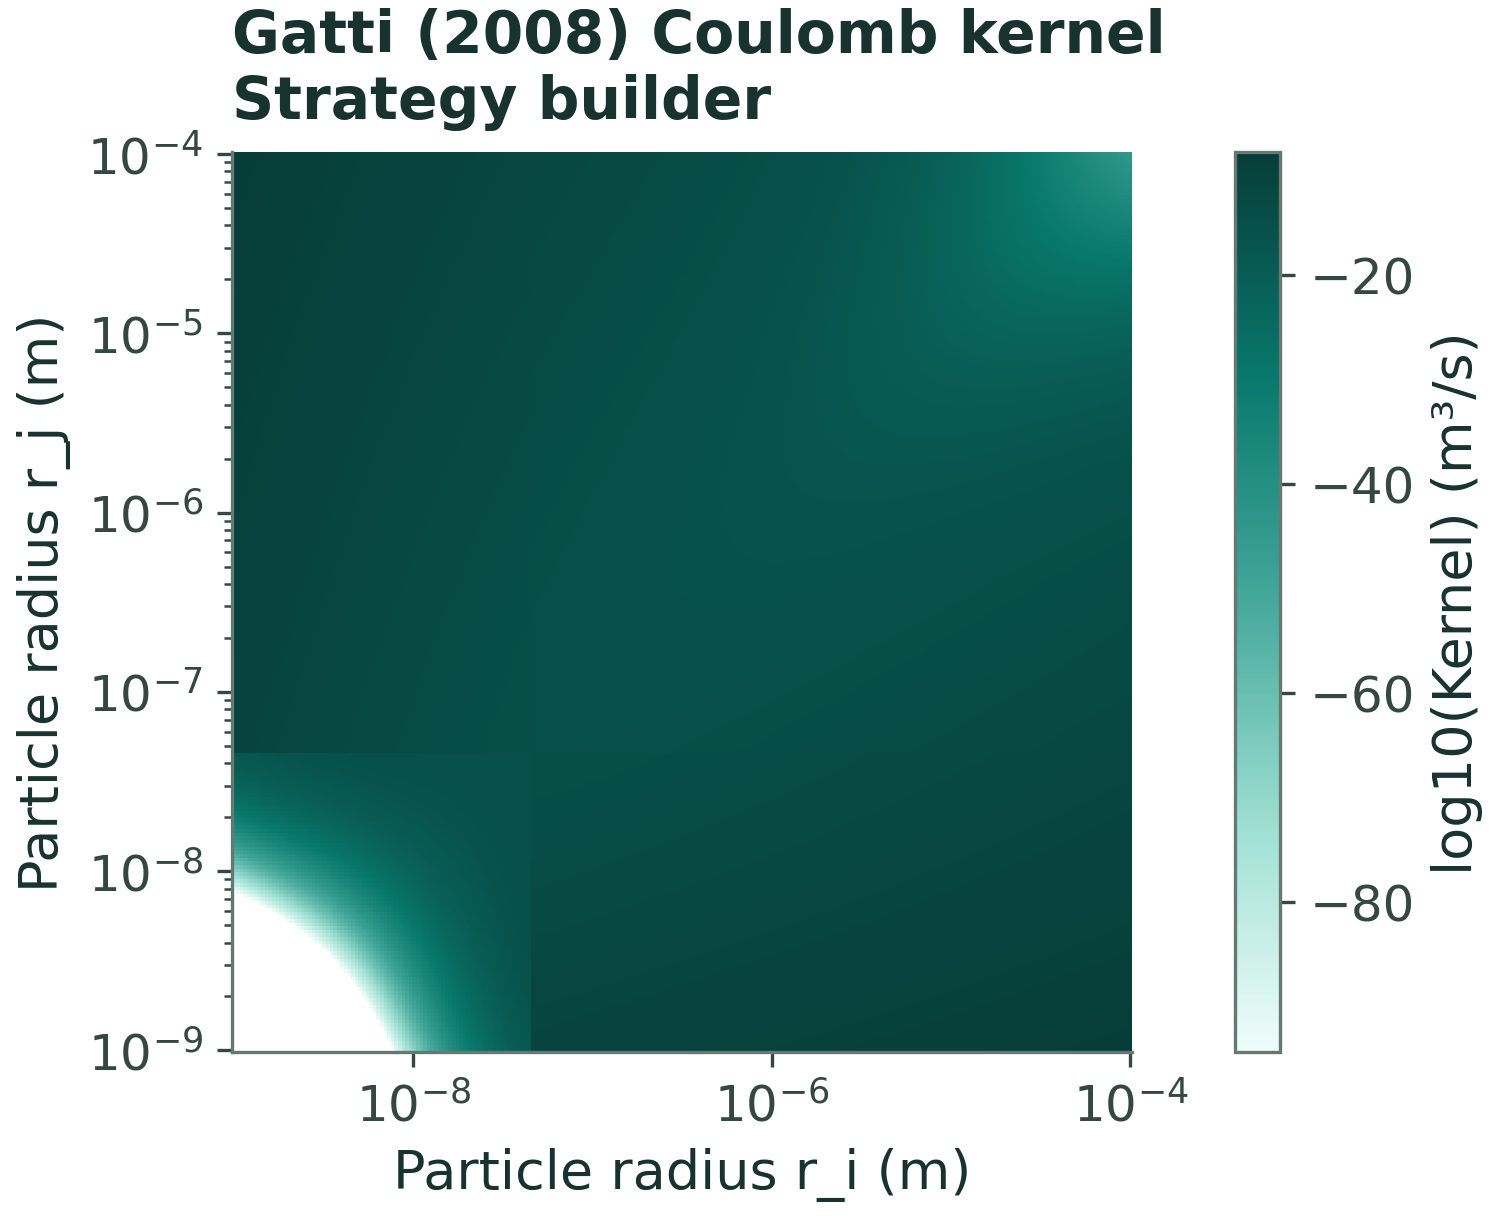 Gatti (2008) Coulomb kernel
Strategy builder
Particle radius r_j (m)
10⁻⁴
10⁻⁵
10⁻⁶
10⁻⁷
10⁻⁸
10⁻⁹
10⁻⁸
10⁻⁶
10⁻⁴
Particle radius r_i (m)
−20
−40
−60
−80
log10(Kernel) (m³/s)